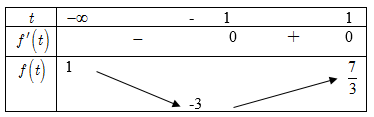 t −∞ - 1 1
f'(t) − 0 + 0
f(t) 1 7/3
-3